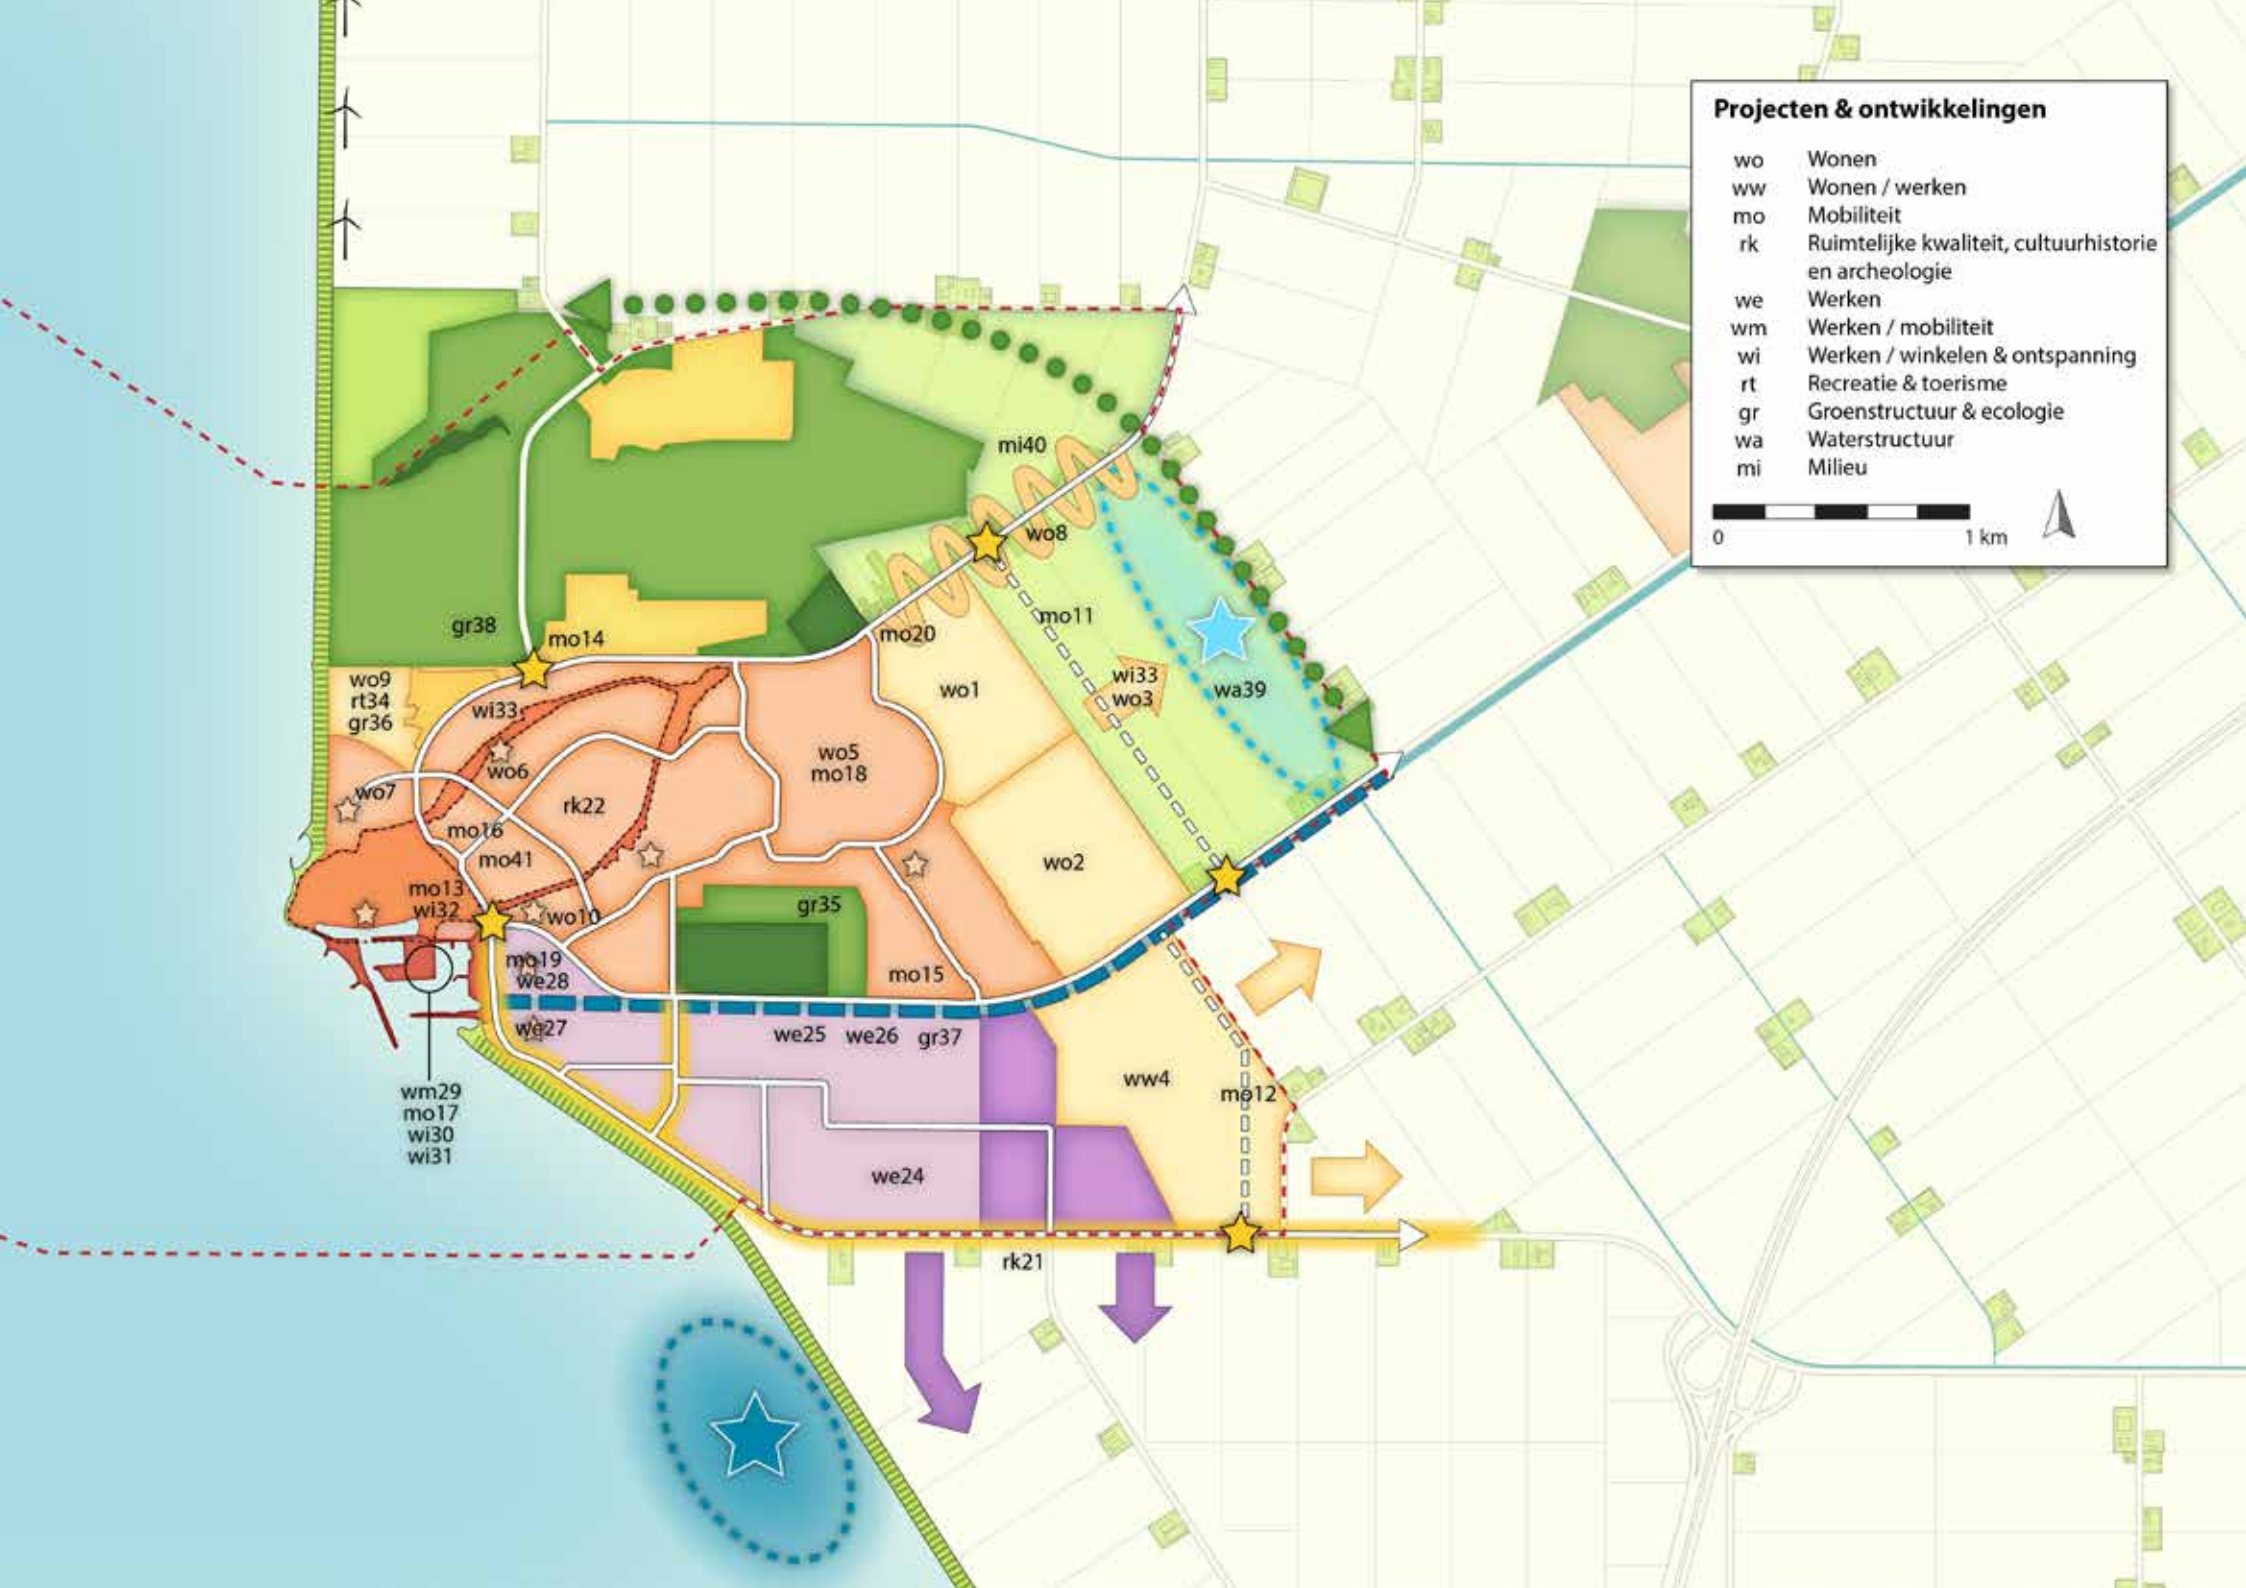 Projecten & ontwikkelingen
wo Wonen
ww Wonen / werken
mo Mobiliteit
rk Ruimtelijke kwaliteit, cultuurhistorie
en archeologie
we Werken
wm Werken / mobiliteit
wi Werken / winkelen & ontspanning
rt Recreatie & toerisme
gr Groenstructuur & ecologie
wa Waterstructuur
mi Milieu
0 1 km
mi40
wo8
mo11
gr38
mo14
mo20
wo9
rt34
gr36
wi33
wo1
wi33
wo3
wa39
wo6
wo5
mo18
wo7
rk22
mo16
mo41
wo2
mo13
wi32
wo10
gr35
mo19
we28
mo15
we27
we25
we26
gr37
ww4
mo12
wm29
mo17
wi30
wi31
we24
rk21